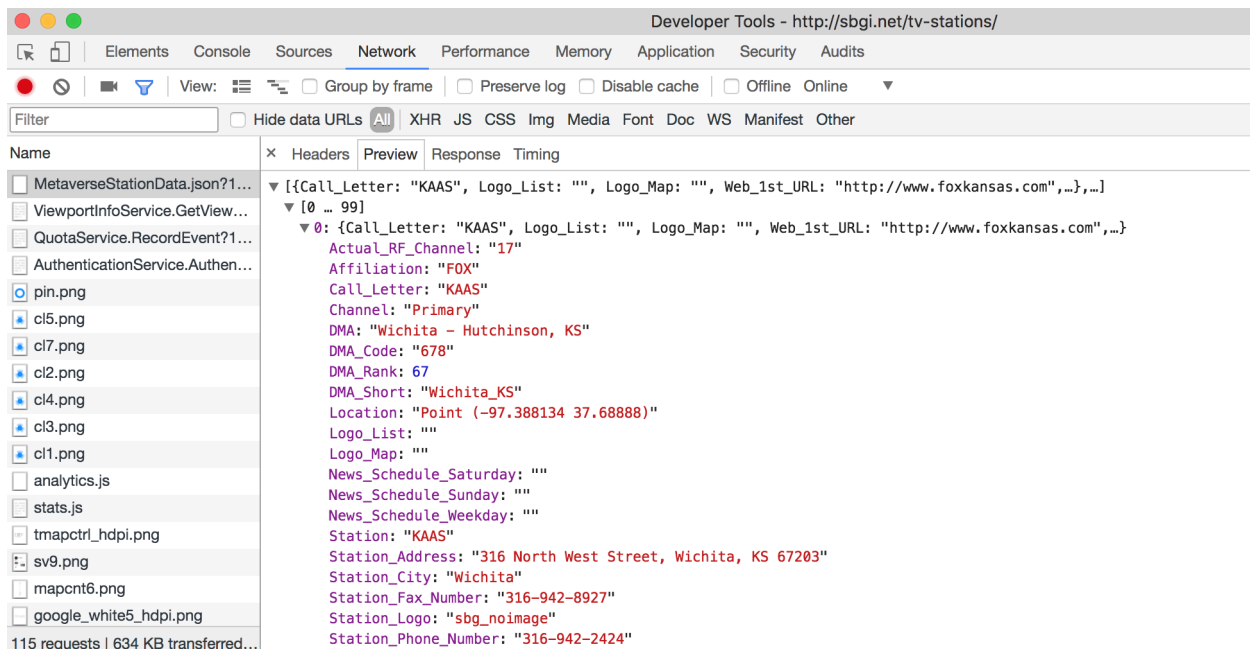 Developer Tools - http://sbgi.net/tv-stations/
Elements Console Sources Network Performance Memory Application Security Audits
View: Group by frame Preserve log Disable cache Offline Online
Filter Hide data URLs All XHR JS CSS Img Media Font Doc WS Manifest Other
Name
MetaverseStationData.json?1...
ViewportInfoService.GetView...
QuotaService.RecordEvent?1...
AuthenticationService.Authen...
pin.png
cl5.png
cl7.png
cl2.png
cl4.png
cl3.png
cl1.png
analytics.js
stats.js
tmapctrl_hdpi.png
sv9.png
mapcnt6.png
google_white5_hdpi.png
115 requests | 634 KB transferred...
× Headers Preview Response Timing
▼ [{Call_Letter: "KAAS", Logo_List: "", Logo_Map: "", Web_1st_URL: "http://www.foxkansas.com",…},…]
▼ [0 … 99]
▼ 0: {Call_Letter: "KAAS", Logo_List: "", Logo_Map: "", Web_1st_URL: "http://www.foxkansas.com",…}
Actual_RF_Channel: "17"
Affiliation: "FOX"
Call_Letter: "KAAS"
Channel: "Primary"
DMA: "Wichita - Hutchinson, KS"
DMA_Code: "678"
DMA_Rank: 67
DMA_Short: "Wichita_KS"
Location: "Point (-97.388134 37.68888)"
Logo_List: ""
Logo_Map: ""
News_Schedule_Saturday: ""
News_Schedule_Sunday: ""
News_Schedule_Weekday: ""
Station: "KAAS"
Station_Address: "316 North West Street, Wichita, KS 67203"
Station_City: "Wichita"
Station_Fax_Number: "316-942-8927"
Station_Logo: "sbg_noimage"
Station_Phone_Number: "316-942-2424"